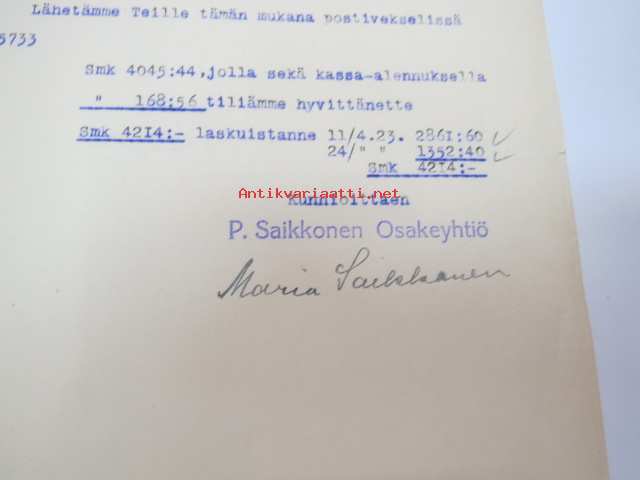 Lähetämme Teille tämän mukana postivekselissä
5733
Smk 4045:44,jolla sekä kassa-alennuksella
" 168:56 tiliämme hyvittänette
Smk 4214:- laskuistanne 11/4.23. 2861:60 ✓
24/" " 1352:40 ✓
Smk 4214:-
Antikvariaatti.net
Kunnioittaen
P. Saikkonen Osakeyhtiö
Maria Saikkonen